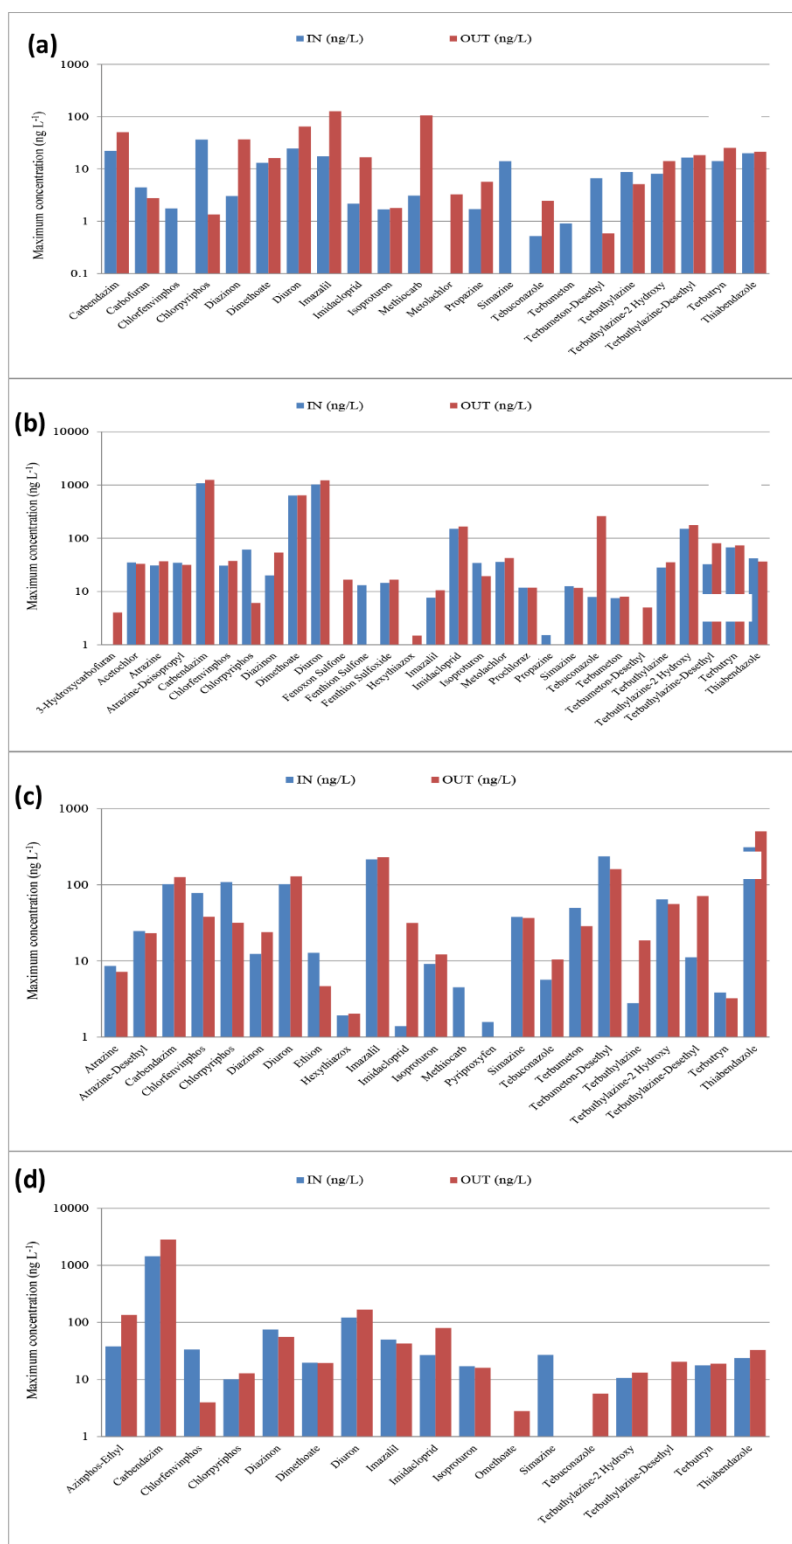 (a)
IN (ng/L) OUT (ng/L)
Maximum concentration (ng L-1)
1000
100
10
1
0.1
Carbendazim
Carbofuran
Chlorfenvinphos
Chlorpyriphos
Diazinon
Dimethoate
Diuron
Imazalil
Imidacloprid
Isoproturon
Methiocarb
Metolachlor
Propazine
Simazine
Tebuconazole
Terbumeton
Terbumeton-Desethyl
Terbuthylazine
Terbuthylazine-2 Hydroxy
Terbuthylazine-Desethyl
Terbutryn
Thiabendazole
(b)
IN (ng/L) OUT (ng/L)
Maximum concentration (ng L-1)
10000
1000
100
10
1
3-Hydroxycarbofuran
Acetochlor
Atrazine
Atrazine-Deisopropyl
Carbendazim
Chlorfenvinphos
Chlorpyriphos
Diazinon
Dimethoate
Diuron
Fenoxon Sulfone
Fenthion Sulfone
Fenthion Sulfoxide
Hexythiazox
Imazalil
Imidacloprid
Isoproturon
Metolachlor
Prochloraz
Propazine
Simazine
Tebuconazole
Terbumeton
Terbumeton-Desethyl
Terbuthylazine
Terbuthylazine-2 Hydroxy
Terbuthylazine-Desethyl
Terbutryn
Thiabendazole
(c)
IN (ng/L) OUT (ng/L)
Maximum concentration (ng L-1)
1000
100
10
1
Atrazine
Atrazine-Desethyl
Carbendazim
Chlorfenvinphos
Chlorpyriphos
Diazinon
Diuron
Ethion
Hexythiazox
Imazalil
Imidacloprid
Isoproturon
Methiocarb
Pyriproxyfen
Simazine
Tebuconazole
Terbumeton
Terbumeton-Desethyl
Terbuthylazine
Terbuthylazine-2 Hydroxy
Terbuthylazine-Desethyl
Terbutryn
Thiabendazole
(d)
IN (ng/L) OUT (ng/L)
Maximum concentration (ng L-1)
10000
1000
100
10
1
Azinphos-Ethyl
Carbendazim
Chlorfenvinphos
Chlorpyriphos
Diazinon
Dimethoate
Diuron
Imazalil
Imidacloprid
Isoproturon
Omethoate
Simazine
Tebuconazole
Terbuthylazine-2 Hydroxy
Terbuthylazine-Desethyl
Terbutryn
Thiabendazole